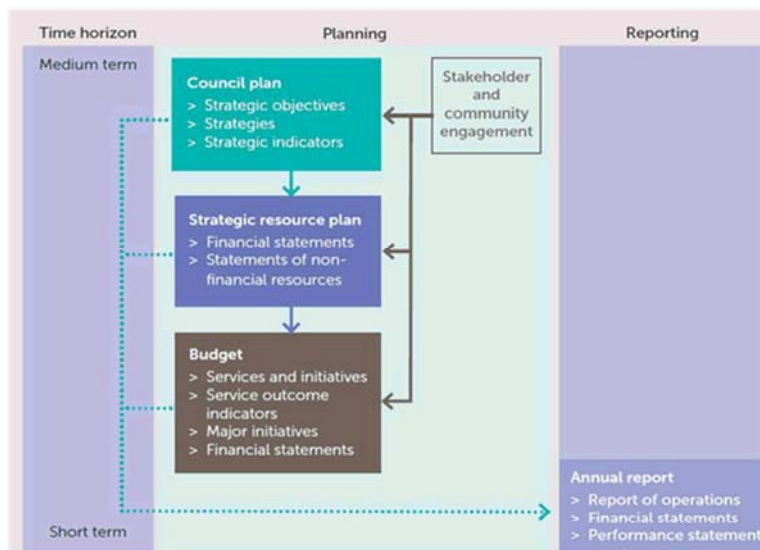 Time horizon
Planning
Reporting
Medium term
Council plan
> Strategic objectives
> Strategies
> Strategic indicators
Stakeholder
and
community
engagement
Strategic resource plan
> Financial statements
> Statements of non-
financial resources
Budget
> Services and initiatives
> Service outcome
indicators
> Major initiatives
> Financial statements
Annual report
> Report of operations
> Financial statements
> Performance statement
Short term